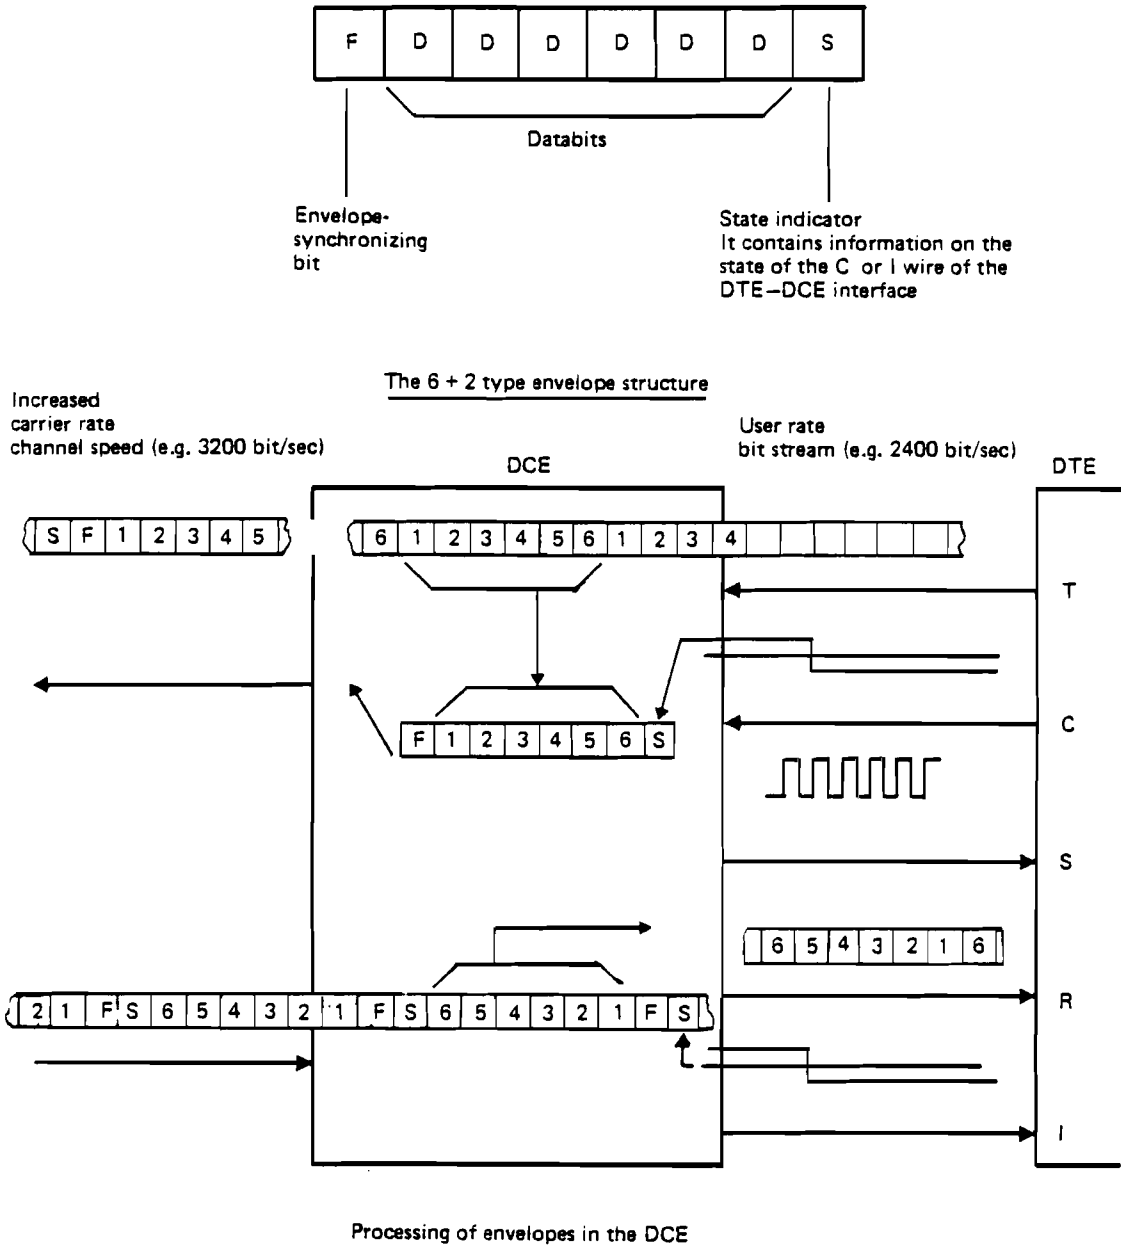 F D D D D D D S
Databits
Envelope-
synchronizing
bit
State indicator
It contains information on the
state of the C or I wire of the
DTE—DCE interface
The 6 + 2 type envelope structure
Increased
carrier rate
channel speed (e.g. 3200 bit/sec)
User rate
bit stream (e.g. 2400 bit/sec)
DCE
DTE
S F 1 2 3 4 5
6 1 2 3 4 5 6 1 2 3 4
T
F 1 2 3 4 5 6 S
C
S
6 5 4 3 2 1 6
2 1 F S 6 5 4 3 2 1 F S 6 5 4 3 2 1 F S
R
I
Processing of envelopes in the DCE